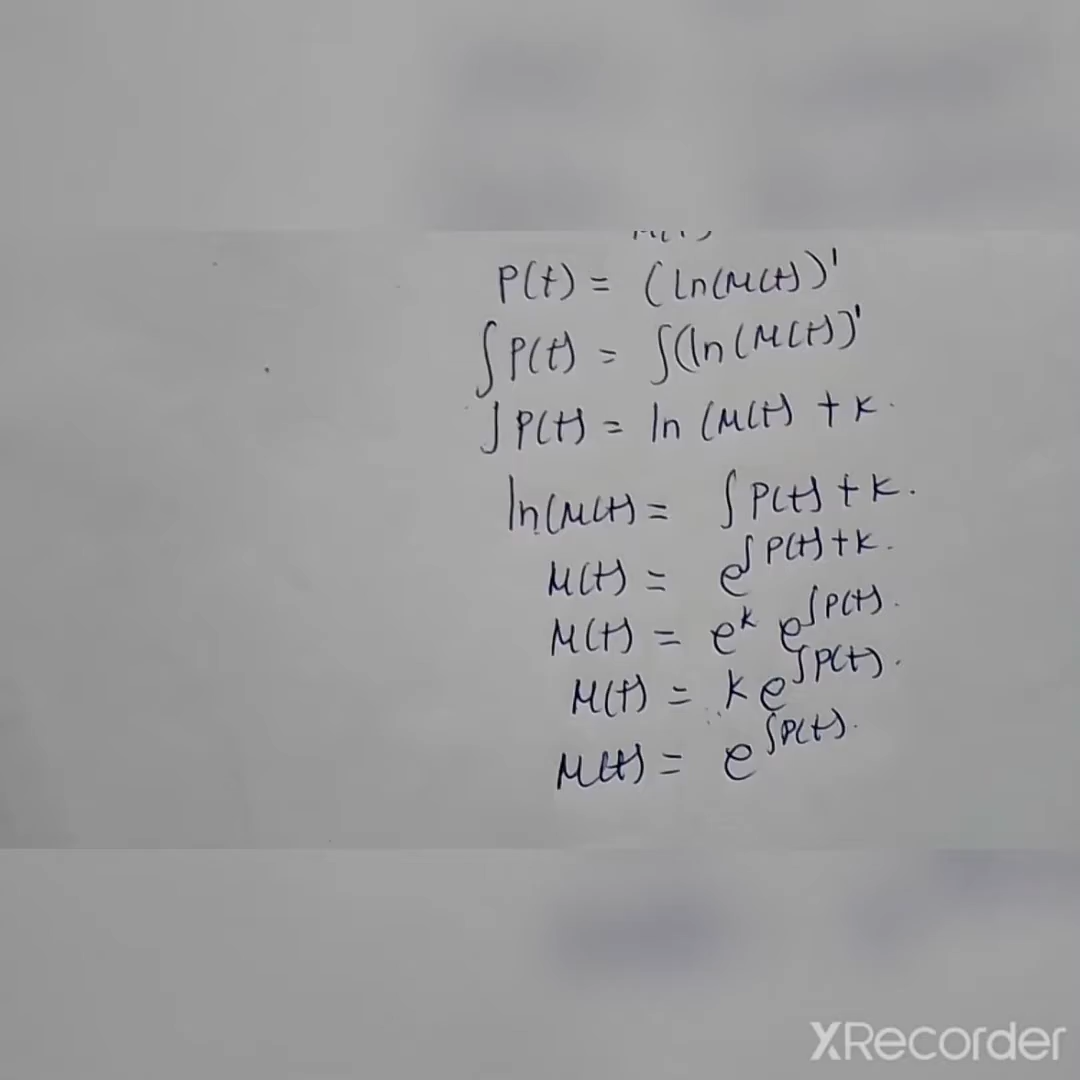 P(t) = (ln(μ(t))'
∫P(t) = ∫(ln(μ(t))'
∫P(t) = ln (μ(t) + k.
ln(μ(t) = ∫P(t) + k.
μ(t) = e^∫P(t)+k.
μ(t) = e^k e^∫P(t).
μ(t) = k e^∫P(t).
μ(t) = e^∫P(t).
XRecorder